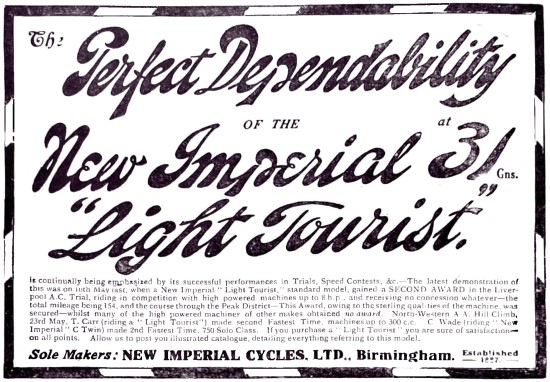 The Perfect Dependability
OF THE at
New Imperial 31 Gns.
"Light Tourist."
is continually being emphasized by its successful performances in Trials, Speed Contests, &c.—The latest demonstration of
this was on 10th May last, when a New Imperial "Light Tourist," standard model, gained a SECOND AWARD in the Liver-
pool A.C. Trial, riding in competition with high powered machines up to 8 h.p., and receiving no concession whatever—the
total mileage being 154, and the course through the Peak District—This Award, owing to the sterling qualities of the machine, was
secured—whilst many of the high powered machines of other makes obtained no award. North-Western A A. Hill Climb,
23rd May, T. Carr (riding a "Light Tourist") made second Fastest Time, machines up to 300 c.c. C Wade (riding "New
Imperial" C Twin) made 2nd Fastest Time, 750 Solo Class. If you purchase a "Light Tourist" you are sure of satisfaction—
on all points. Allow us to post you illustrated catalogue, detailing everything referring to this model.
Sole Makers: NEW IMPERIAL CYCLES, LTD., Birmingham. Established
1887.